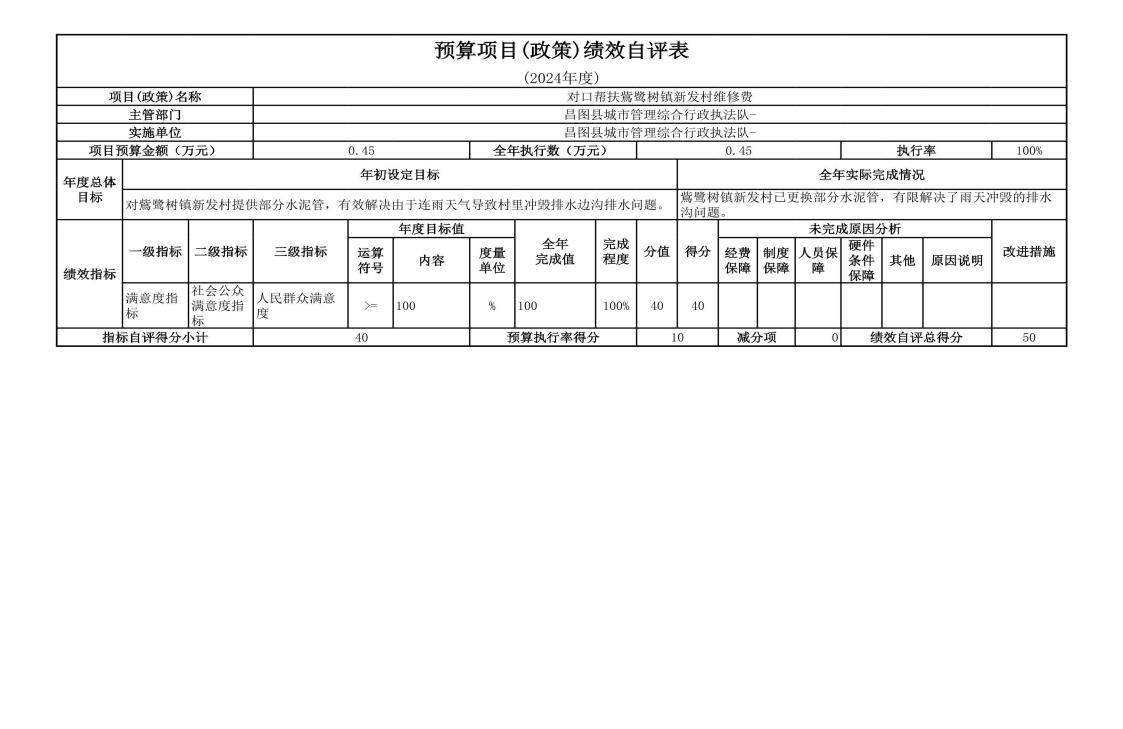 预算项目(政策)绩效自评表
(2024年度)
项目(政策)名称 对口帮扶鴜鹭树镇新发村维修费
主管部门 昌图县城市管理综合行政执法队-
实施单位 昌图县城市管理综合行政执法队-
项目预算金额（万元） 0.45 全年执行数（万元） 0.45 执行率 100%
年度总体
目标
年初设定目标 全年实际完成情况
对鴜鹭树镇新发村提供部分水泥管，有效解决由于连雨天气导致村里冲毁排水边沟排水问题。
鴜鹭树镇新发村已更换部分水泥管，有限解决了雨天冲毁的排水
沟问题。
绩效指标
一级指标 二级指标 三级指标
年度目标值
运算
符号
内容
度量
单位
全年
完成值
完成
程度
分值 得分
未完成原因分析
经费
保障
制度
保障
人员保
障
硬件
条件
保障
其他 原因说明
改进措施
满意度指
标
社会公众
满意度指
标
人民群众满意
度
>= 100 % 100 100% 40 40
指标自评得分小计 40 预算执行率得分 10 减分项 0 绩效自评总得分 50